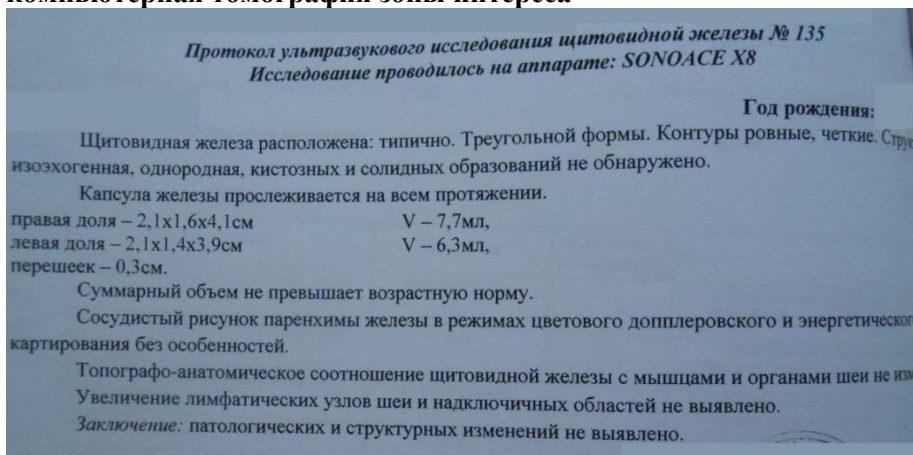 компьютерная томография зоны интереса
Протокол ультразвукового исследования щитовидной железы № 135
Исследование проводилось на аппарате: SONOACE X8
Год рождения:
Щитовидная железа расположена: типично. Треугольной формы. Контуры ровные, четкие.
изоэхогенная, однородная, кистозных и солидных образований не обнаружено.
Капсула железы прослеживается на всем протяжении.
правая доля – 2,1х1,6х4,1см V – 7,7мл,
левая доля – 2,1х1,4х3,9см V – 6,3мл,
перешеек – 0,3см.
Суммарный объем не превышает возрастную норму.
Сосудистый рисунок паренхимы железы в режимах цветового допплеровского и
картирования без особенностей.
Топографо-анатомическое соотношение щитовидной железы с мышцами и органами шеи не
Увеличение лимфатических узлов шеи и надключичных областей не выявлено.
Заключение: патологических и структурных изменений не выявлено.